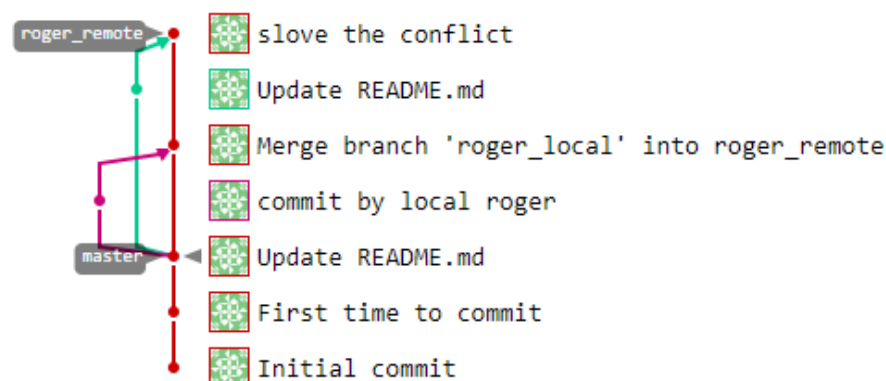 roger_remote slove the conflict
Update README.md
Merge branch 'roger_local' into roger_remote
commit by local roger
master Update README.md
First time to commit
Initial commit